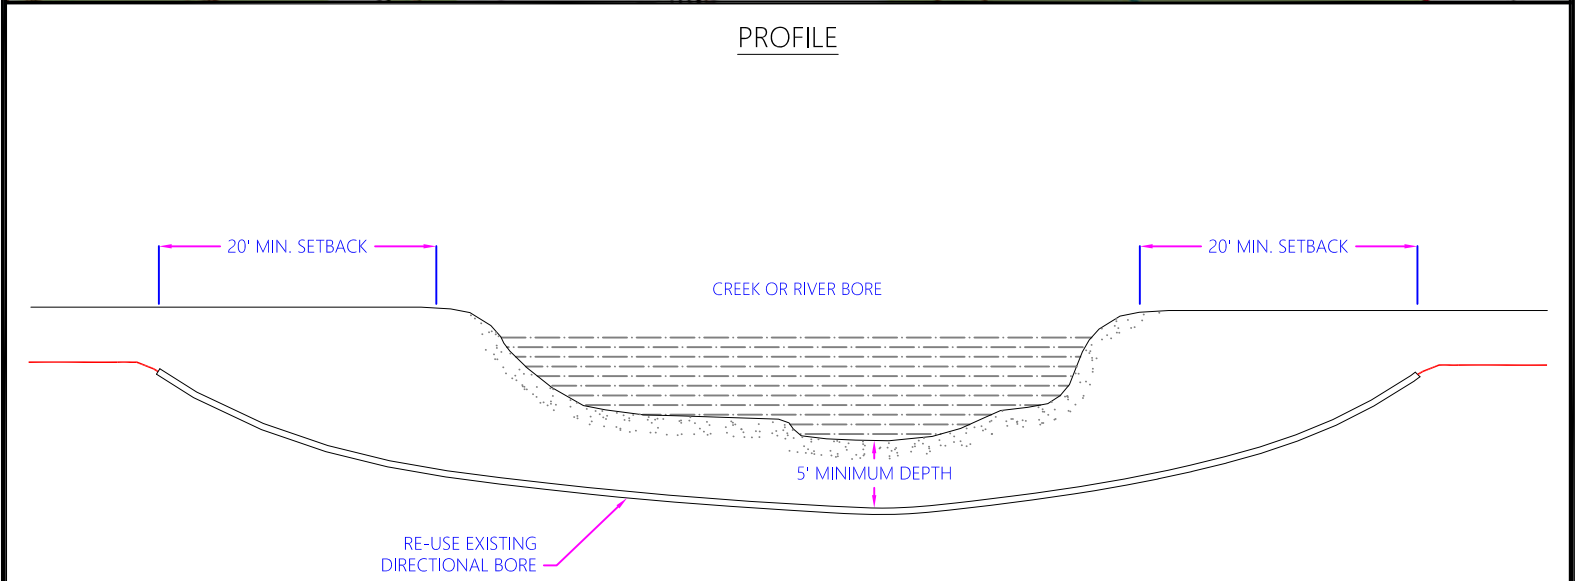 PROFILE
20' MIN. SETBACK
20' MIN. SETBACK
CREEK OR RIVER BORE
5' MINIMUM DEPTH
RE-USE EXISTING
DIRECTIONAL BORE